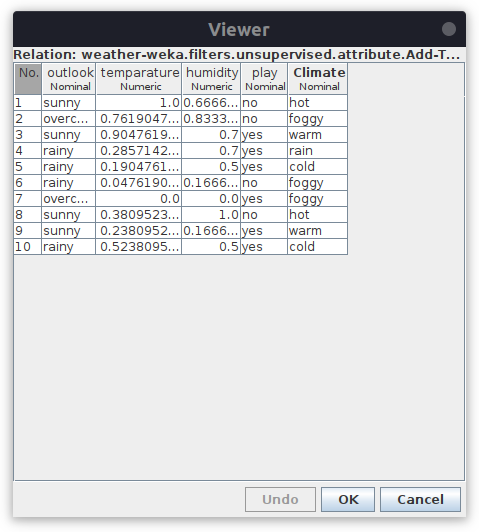 Viewer
Relation: weather-weka.filters.unsupervised.attribute.Add-T...
No. outlook temparature humidity play Climate
Nominal Numeric Numeric Nominal Nominal
1 sunny 1.0 0.6666... no hot
2 overc... 0.7619047... 0.8333... no foggy
3 sunny 0.9047619... 0.7 yes warm
4 rainy 0.2857142... 0.7 yes rain
5 rainy 0.1904761... 0.5 yes cold
6 rainy 0.0476190... 0.1666... no foggy
7 overc... 0.0 0.0 yes foggy
8 sunny 0.3809523... 1.0 no hot
9 sunny 0.2380952... 0.1666... yes warm
10 rainy 0.5238095... 0.5 yes cold
Undo OK Cancel